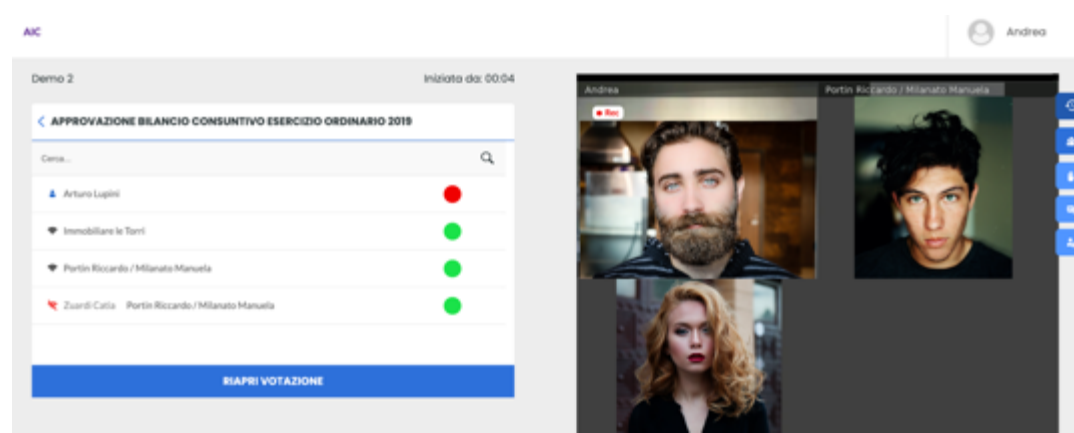 AIC
Andrea
Demo 2
Iniziata da: 00:04
APPROVAZIONE BILANCIO CONSUNTIVO ESERCIZIO ORDINARIO 2019
Cerca...
Arturo Lupini
Immobiliare le Torri
Portin Riccardo / Milanato Manuela
Zuardi Catia Portin Riccardo / Milanato Manuela
RIAPRI VOTAZIONE
Andrea
Portin Riccardo / Milanato Manuela
Rec